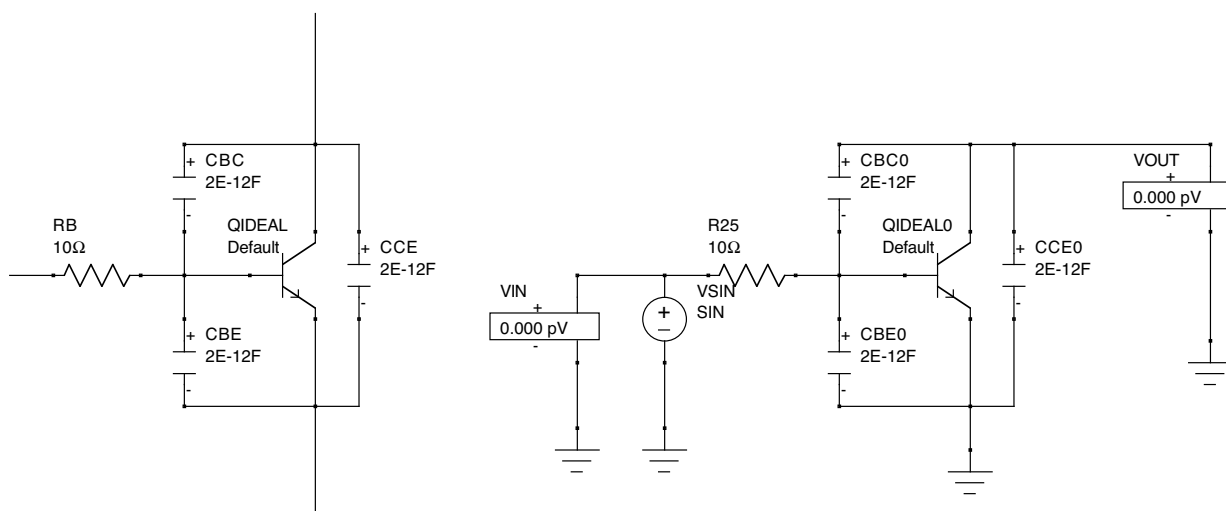 + CBC
2E-12F
-
RB
10Ω
QIDEAL
Default
+ CCE
2E-12F
-
+ CBE
2E-12F
-
VIN
+
0.000 pV
-
VSIN
SIN
+
−
R25
10Ω
+ CBC0
2E-12F
-
QIDEAL0
Default
+ CCE0
2E-12F
-
+ CBE0
2E-12F
-
VOUT
+
0.000 pV
-